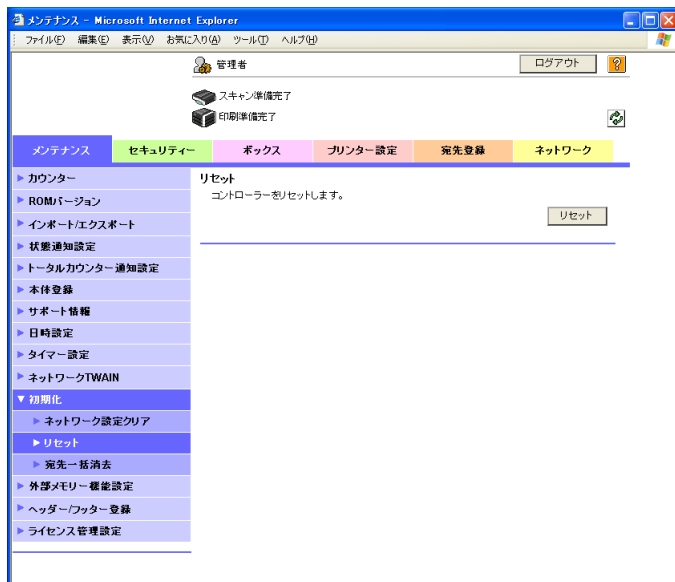 メンテナンス - Microsoft Internet Explorer
ファイル(F) 編集(E) 表示(V) お気に入り(A) ツール(T) ヘルプ(H)
管理者
ログアウト
?
スキャン準備完了
印刷準備完了
メンテナンス セキュリティー ボックス プリンター設定 宛先登録 ネットワーク
カウンター
ROMバージョン
インポート/エクスポート
状態通知設定
トータルカウンター通知設定
本体登録
サポート情報
日時設定
タイマー設定
ネットワークTWAIN
初期化
ネットワーク設定クリア
リセット
宛先一括消去
外部メモリー機能設定
ヘッダー/フッター登録
ライセンス管理設定
リセット
コントローラーをリセットします。
リセット